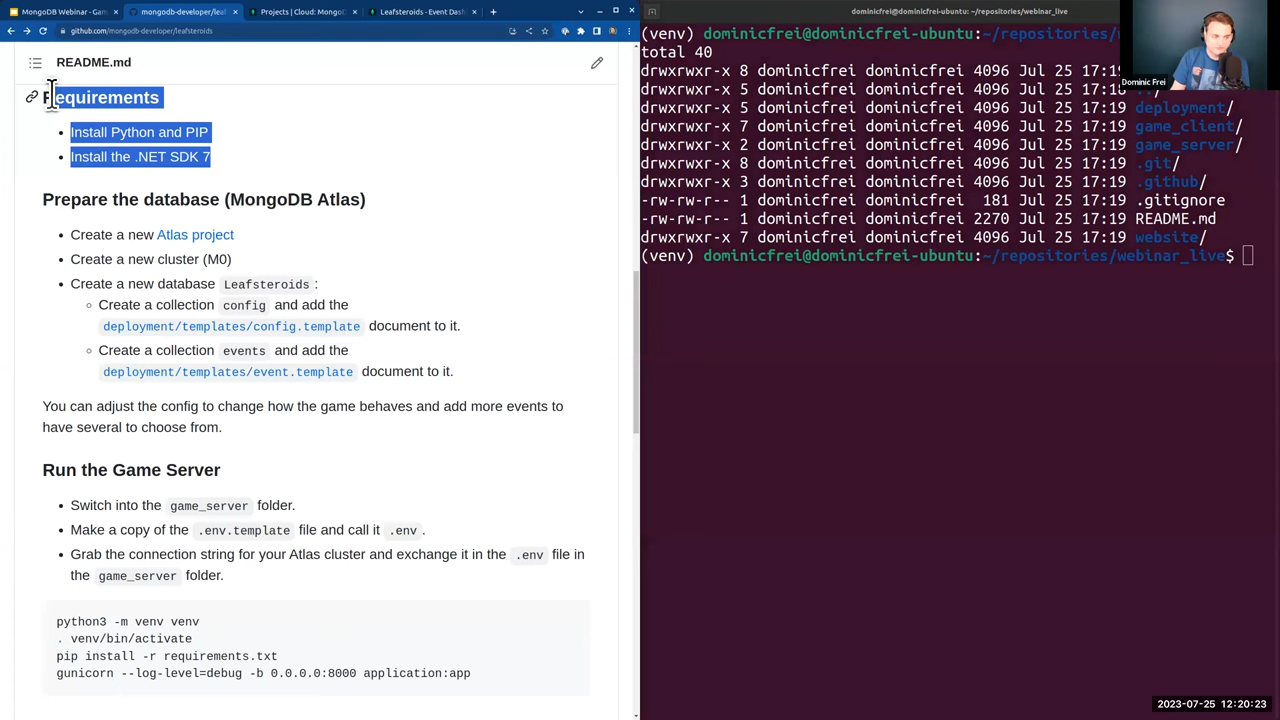 MongoDB Webinar - Gam
mongodb-developer/leaf
Projects | Cloud: MongoDB
Leafsteroids - Event Dash
github.com/mongodb-developer/leafsteroids
README.md
Requirements
Install Python and PIP
Install the .NET SDK 7
Prepare the database (MongoDB Atlas)
Create a new Atlas project
Create a new cluster (M0)
Create a new database Leafsteroids :
Create a collection config and add the
deployment/templates/config.template document to it.
Create a collection events and add the
deployment/templates/event.template document to it.
You can adjust the config to change how the game behaves and add more events to
have several to choose from.
Run the Game Server
Switch into the game_server folder.
Make a copy of the .env.template file and call it .env .
Grab the connection string for your Atlas cluster and exchange it in the .env file in
the game_server folder.
python3 -m venv venv
. venv/bin/activate
pip install -r requirements.txt
gunicorn --log-level=debug -b 0.0.0.0:8000 application:app
dominicfrei@dominicfrei-ubuntu: ~/repositories/webinar_live
(venv) dominicfrei@dominicfrei-ubuntu:~/repositories/w
total 40
drwxrwxr-x 8 dominicfrei dominicfrei 4096 Jul 25 17:19
drwxrwxr-x 5 dominicfrei dominicfrei 4096 Jul 25 17:18 ../
drwxrwxr-x 5 dominicfrei dominicfrei 4096 Jul 25 17:19 deployment/
drwxrwxr-x 7 dominicfrei dominicfrei 4096 Jul 25 17:19 game_client/
drwxrwxr-x 2 dominicfrei dominicfrei 4096 Jul 25 17:19 game_server/
drwxrwxr-x 8 dominicfrei dominicfrei 4096 Jul 25 17:19 .git/
drwxrwxr-x 3 dominicfrei dominicfrei 4096 Jul 25 17:19 .github/
-rw-rw-r-- 1 dominicfrei dominicfrei 181 Jul 25 17:19 .gitignore
-rw-rw-r-- 1 dominicfrei dominicfrei 2270 Jul 25 17:19 README.md
drwxrwxr-x 7 dominicfrei dominicfrei 4096 Jul 25 17:19 website/
(venv) dominicfrei@dominicfrei-ubuntu:~/repositories/webinar_live$
Dominic Frei
2023-07-25 12:20:23